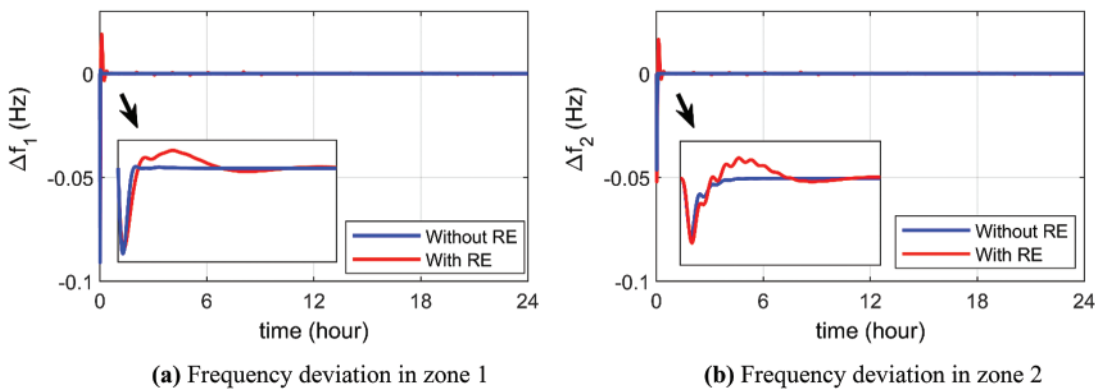 0
-0.05
-0.1
Δf1 (Hz)
Without RE
With RE
0 6 12 18 24
time (hour)
(a) Frequency deviation in zone 1
0
-0.05
-0.1
Δf2 (Hz)
Without RE
With RE
0 6 12 18 24
time (hour)
(b) Frequency deviation in zone 2